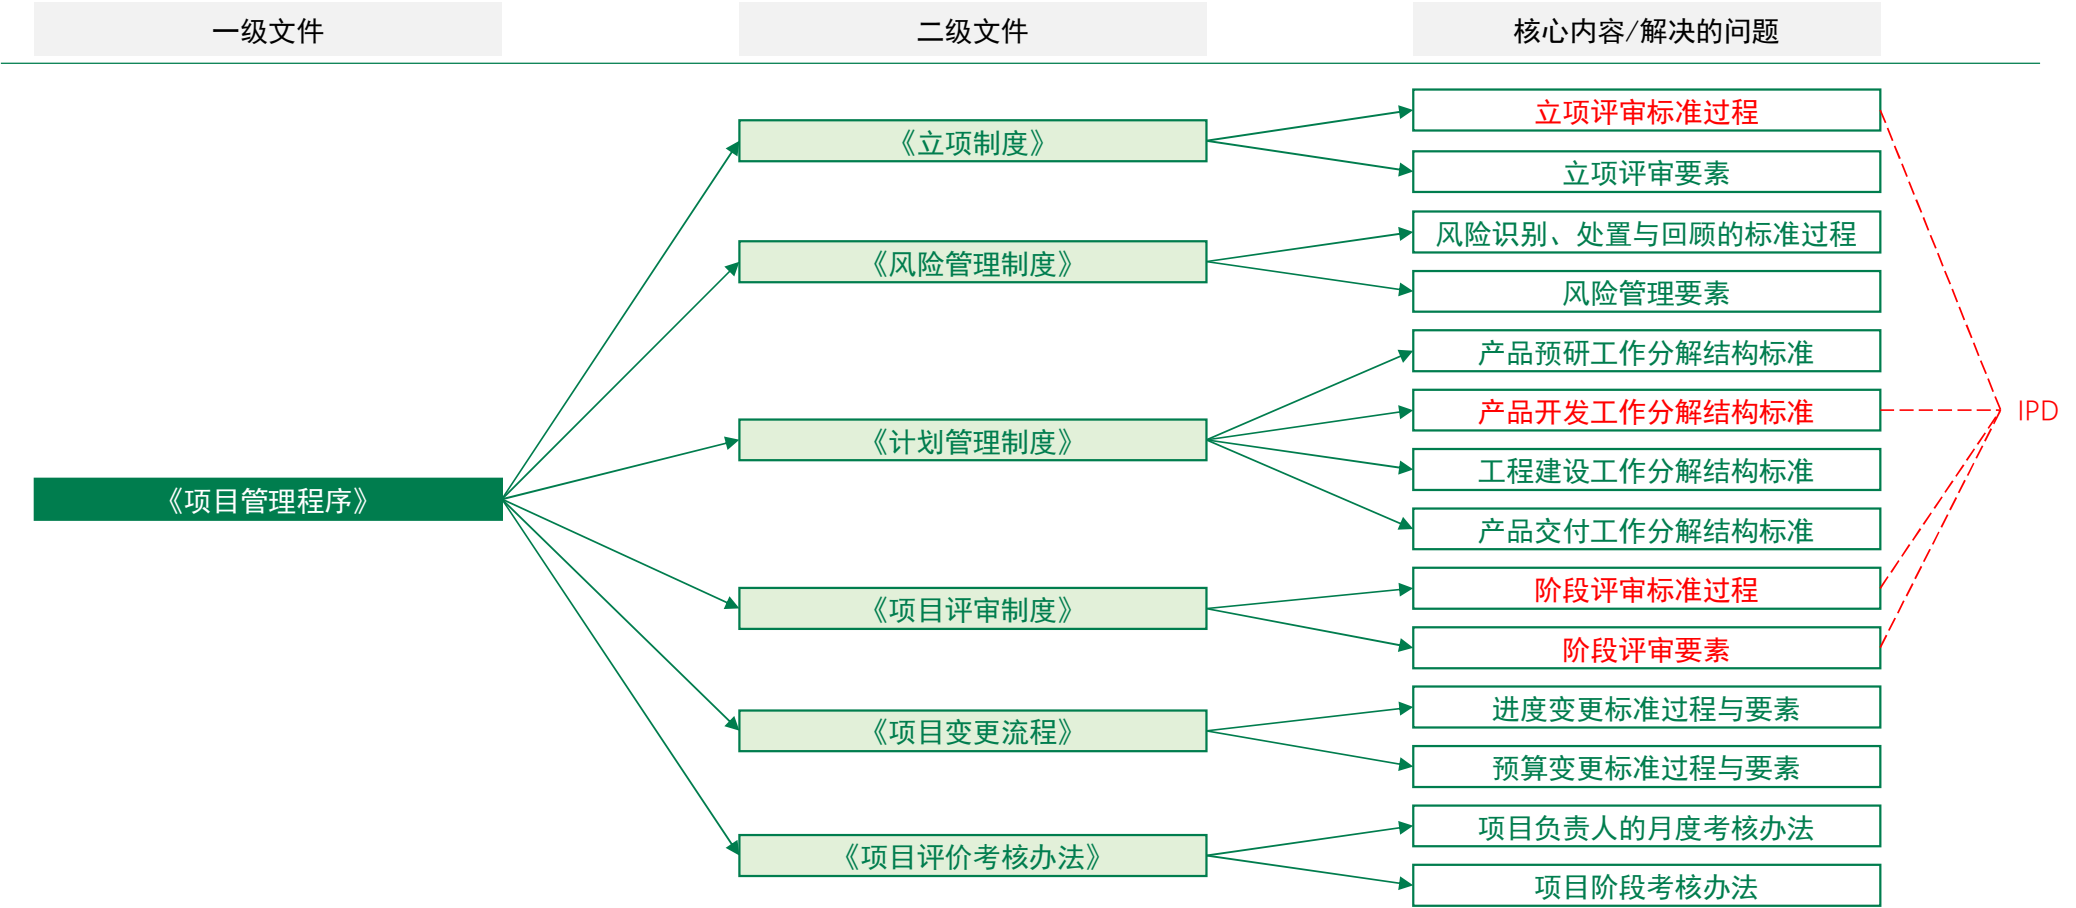 一级文件
二级文件
核心内容/解决的问题
立项评审标准过程
《立项制度》
立项评审要素
风险识别、处置与回顾的标准过程
《风险管理制度》
风险管理要素
产品预研工作分解结构标准
产品开发工作分解结构标准
IPD
《计划管理制度》
工程建设工作分解结构标准
《项目管理程序》
产品交付工作分解结构标准
阶段评审标准过程
《项目评审制度》
阶段评审要素
进度变更标准过程与要素
《项目变更流程》
预算变更标准过程与要素
项目负责人的月度考核办法
《项目评价考核办法》
项目阶段考核办法